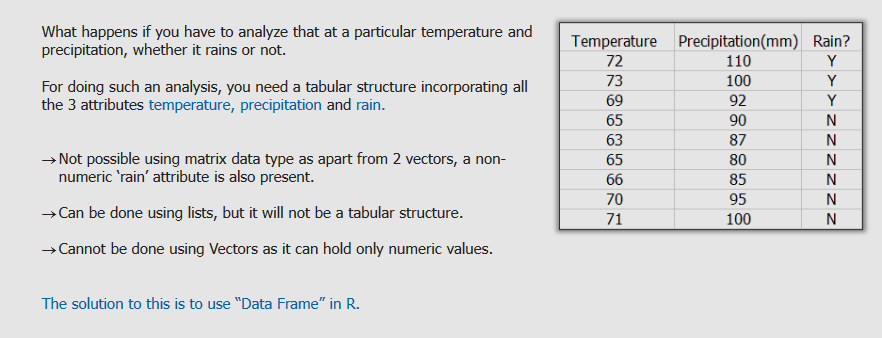 What happens if you have to analyze that at a particular temperature and
precipitation, whether it rains or not.
For doing such an analysis, you need a tabular structure incorporating all
the 3 attributes temperature, precipitation and rain.
→ Not possible using matrix data type as apart from 2 vectors, a non-
numeric ‘rain’ attribute is also present.
→ Can be done using lists, but it will not be a tabular structure.
→ Cannot be done using Vectors as it can hold only numeric values.
The solution to this is to use “Data Frame” in R.
Temperature Precipitation(mm) Rain?
72 110 Y
73 100 Y
69 92 Y
65 90 N
63 87 N
65 80 N
66 85 N
70 95 N
71 100 N